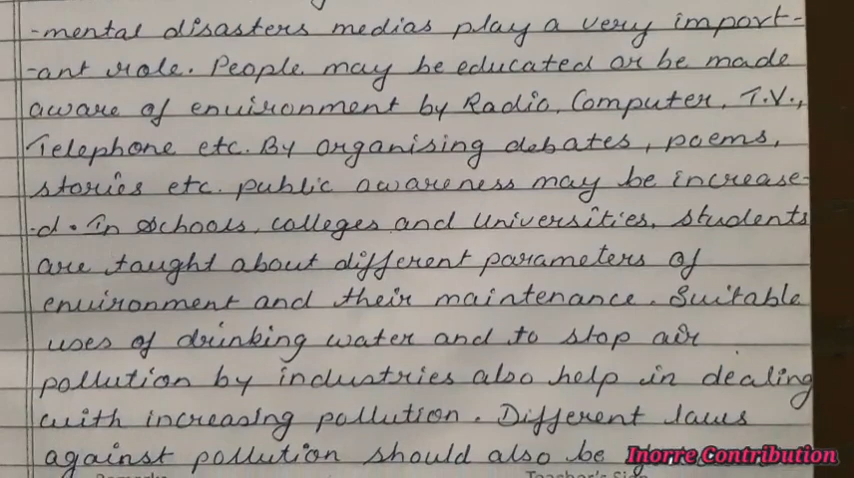 -mental disasters medias play a very import-
-ant role. People may be educated or be made
aware of environment by Radio, Computer, T.V.,
Telephone etc. By organising debates, poems,
stories etc. public awareness may be increase-
-d. In schools, colleges and Universities, students
are taught about different parameters of
environment and their maintenance. Suitable
uses of drinking water and to stop air
pollution by industries also help in dealing
with increasing pollution. Different laws
against pollution should also be
Inorre Contribution
Teacher's Sign